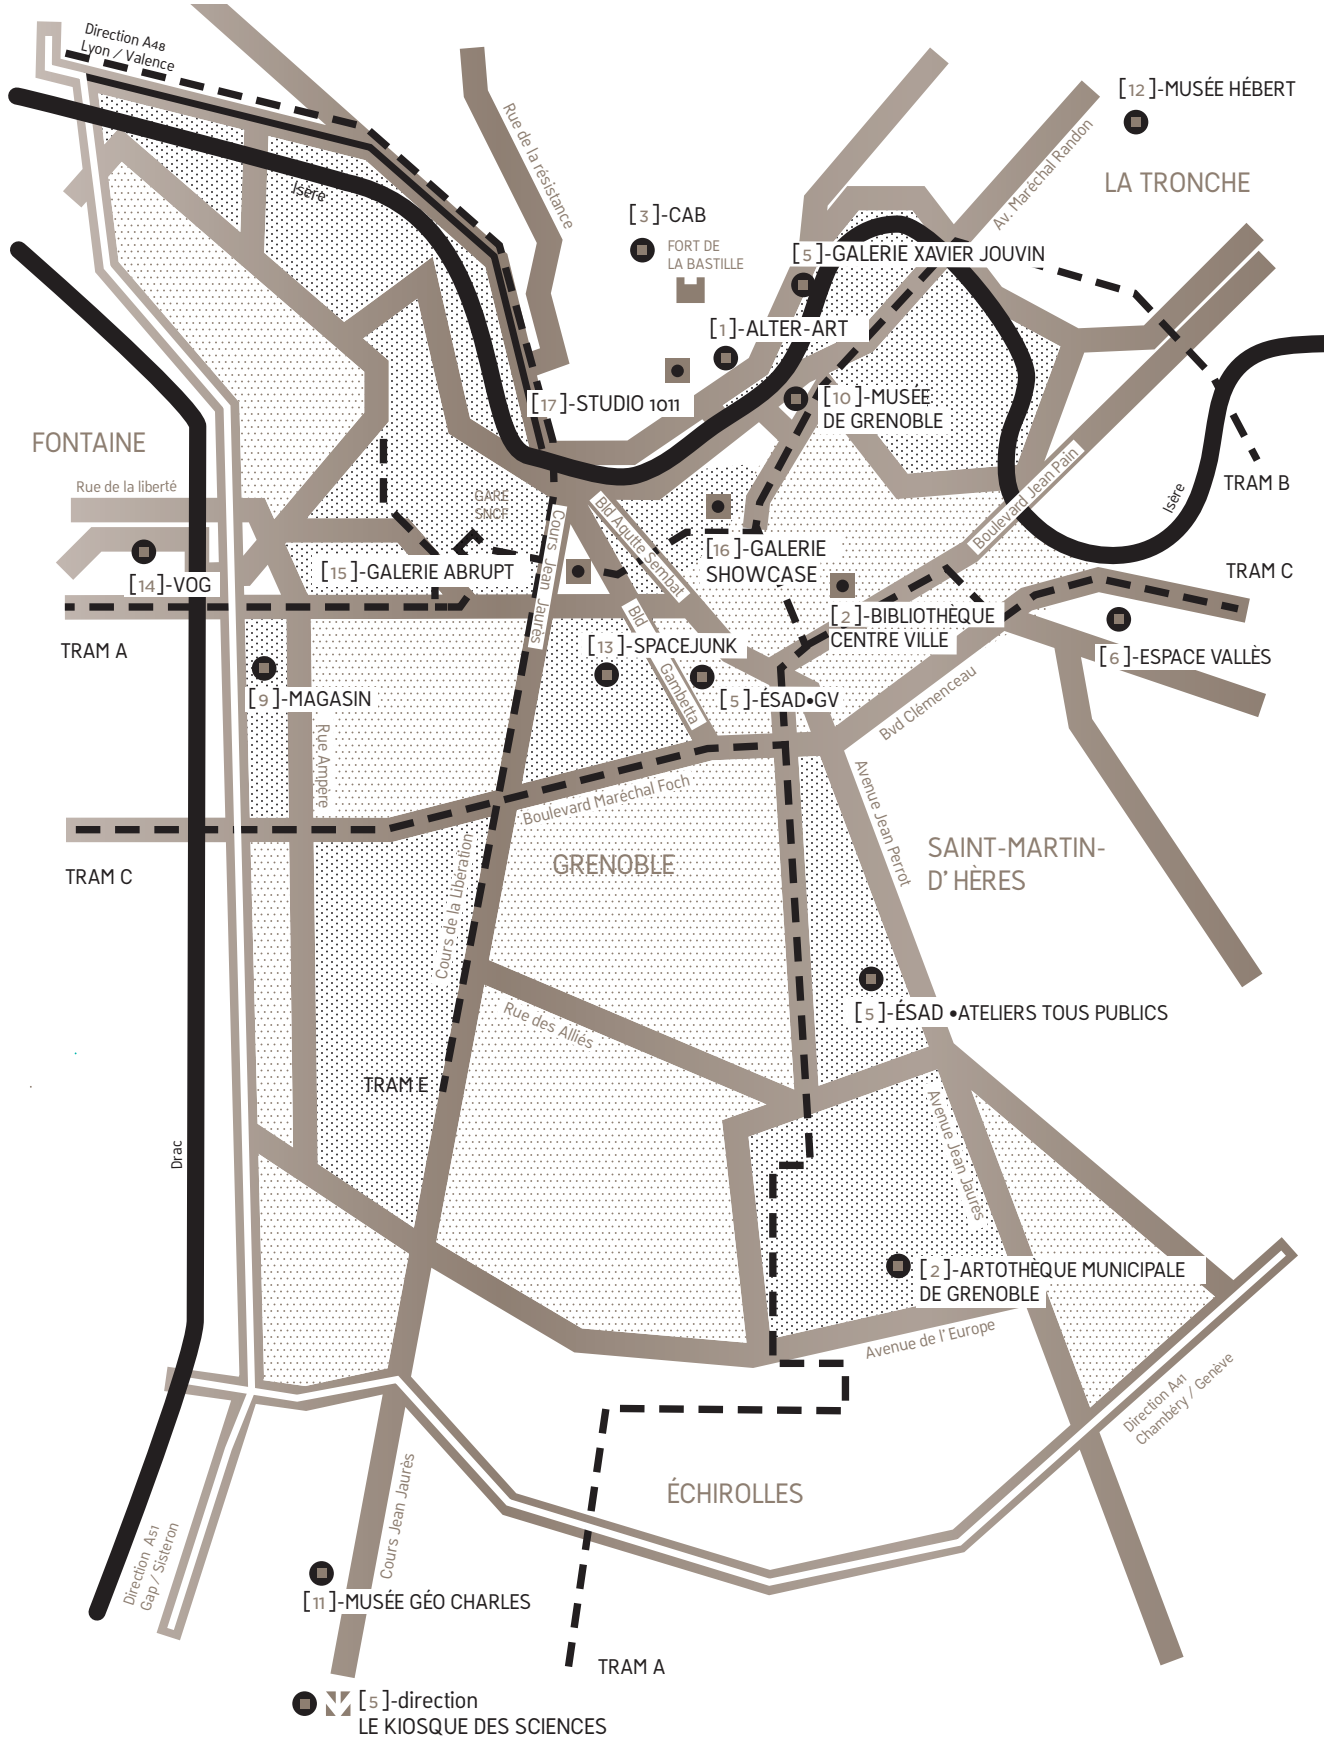 Direction A48
Lyon / Valence
[12]-MUSÉE HÉBERT
Rue de la résistance
Av. Maréchal Randon
LA TRONCHE
Isère
[3]-CAB
FORT DE
LA BASTILLE
[5]-GALERIE XAVIER JOUVIN
[1]-ALTER-ART
[17]-STUDIO 1011
[10]-MUSÉE
DE GRENOBLE
FONTAINE
Rue de la liberté
GARE
SNCF
Cours Jean Jaurès
Bld Agutte Sembat
Boulevard Jean Pain
Isère
TRAM B
[16]-GALERIE
SHOWCASE
[15]-GALERIE ABRUPT
[14]-VOG
TRAM C
[2]-BIBLIOTHÈQUE
CENTRE VILLE
TRAM A
Bld
Gambetta
[13]-SPACEJUNK
[6]-ESPACE VALLÈS
[9]-MAGASIN
[5]-ÉSAD•GV
Bvd Clémenceau
Rue Ampère
Boulevard Maréchal Foch
Avenue Jean Perrot
GRENOBLE
SAINT-MARTIN-
D'HÈRES
TRAM C
Cours de la Libération
[5]-ÉSAD •ATELIERS TOUS PUBLICS
Rue des Alliés
TRAM E
Avenue Jean Jaurès
Drac
[2]-ARTOTHÈQUE MUNICIPALE
DE GRENOBLE
Avenue de l'Europe
Direction A41
Chambéry / Genève
ÉCHIROLLES
Cours Jean Jaurès
Direction A51
Gap / Sisteron
[11]-MUSÉE GÉO CHARLES
TRAM A
[5]-direction
LE KIOSQUE DES SCIENCES